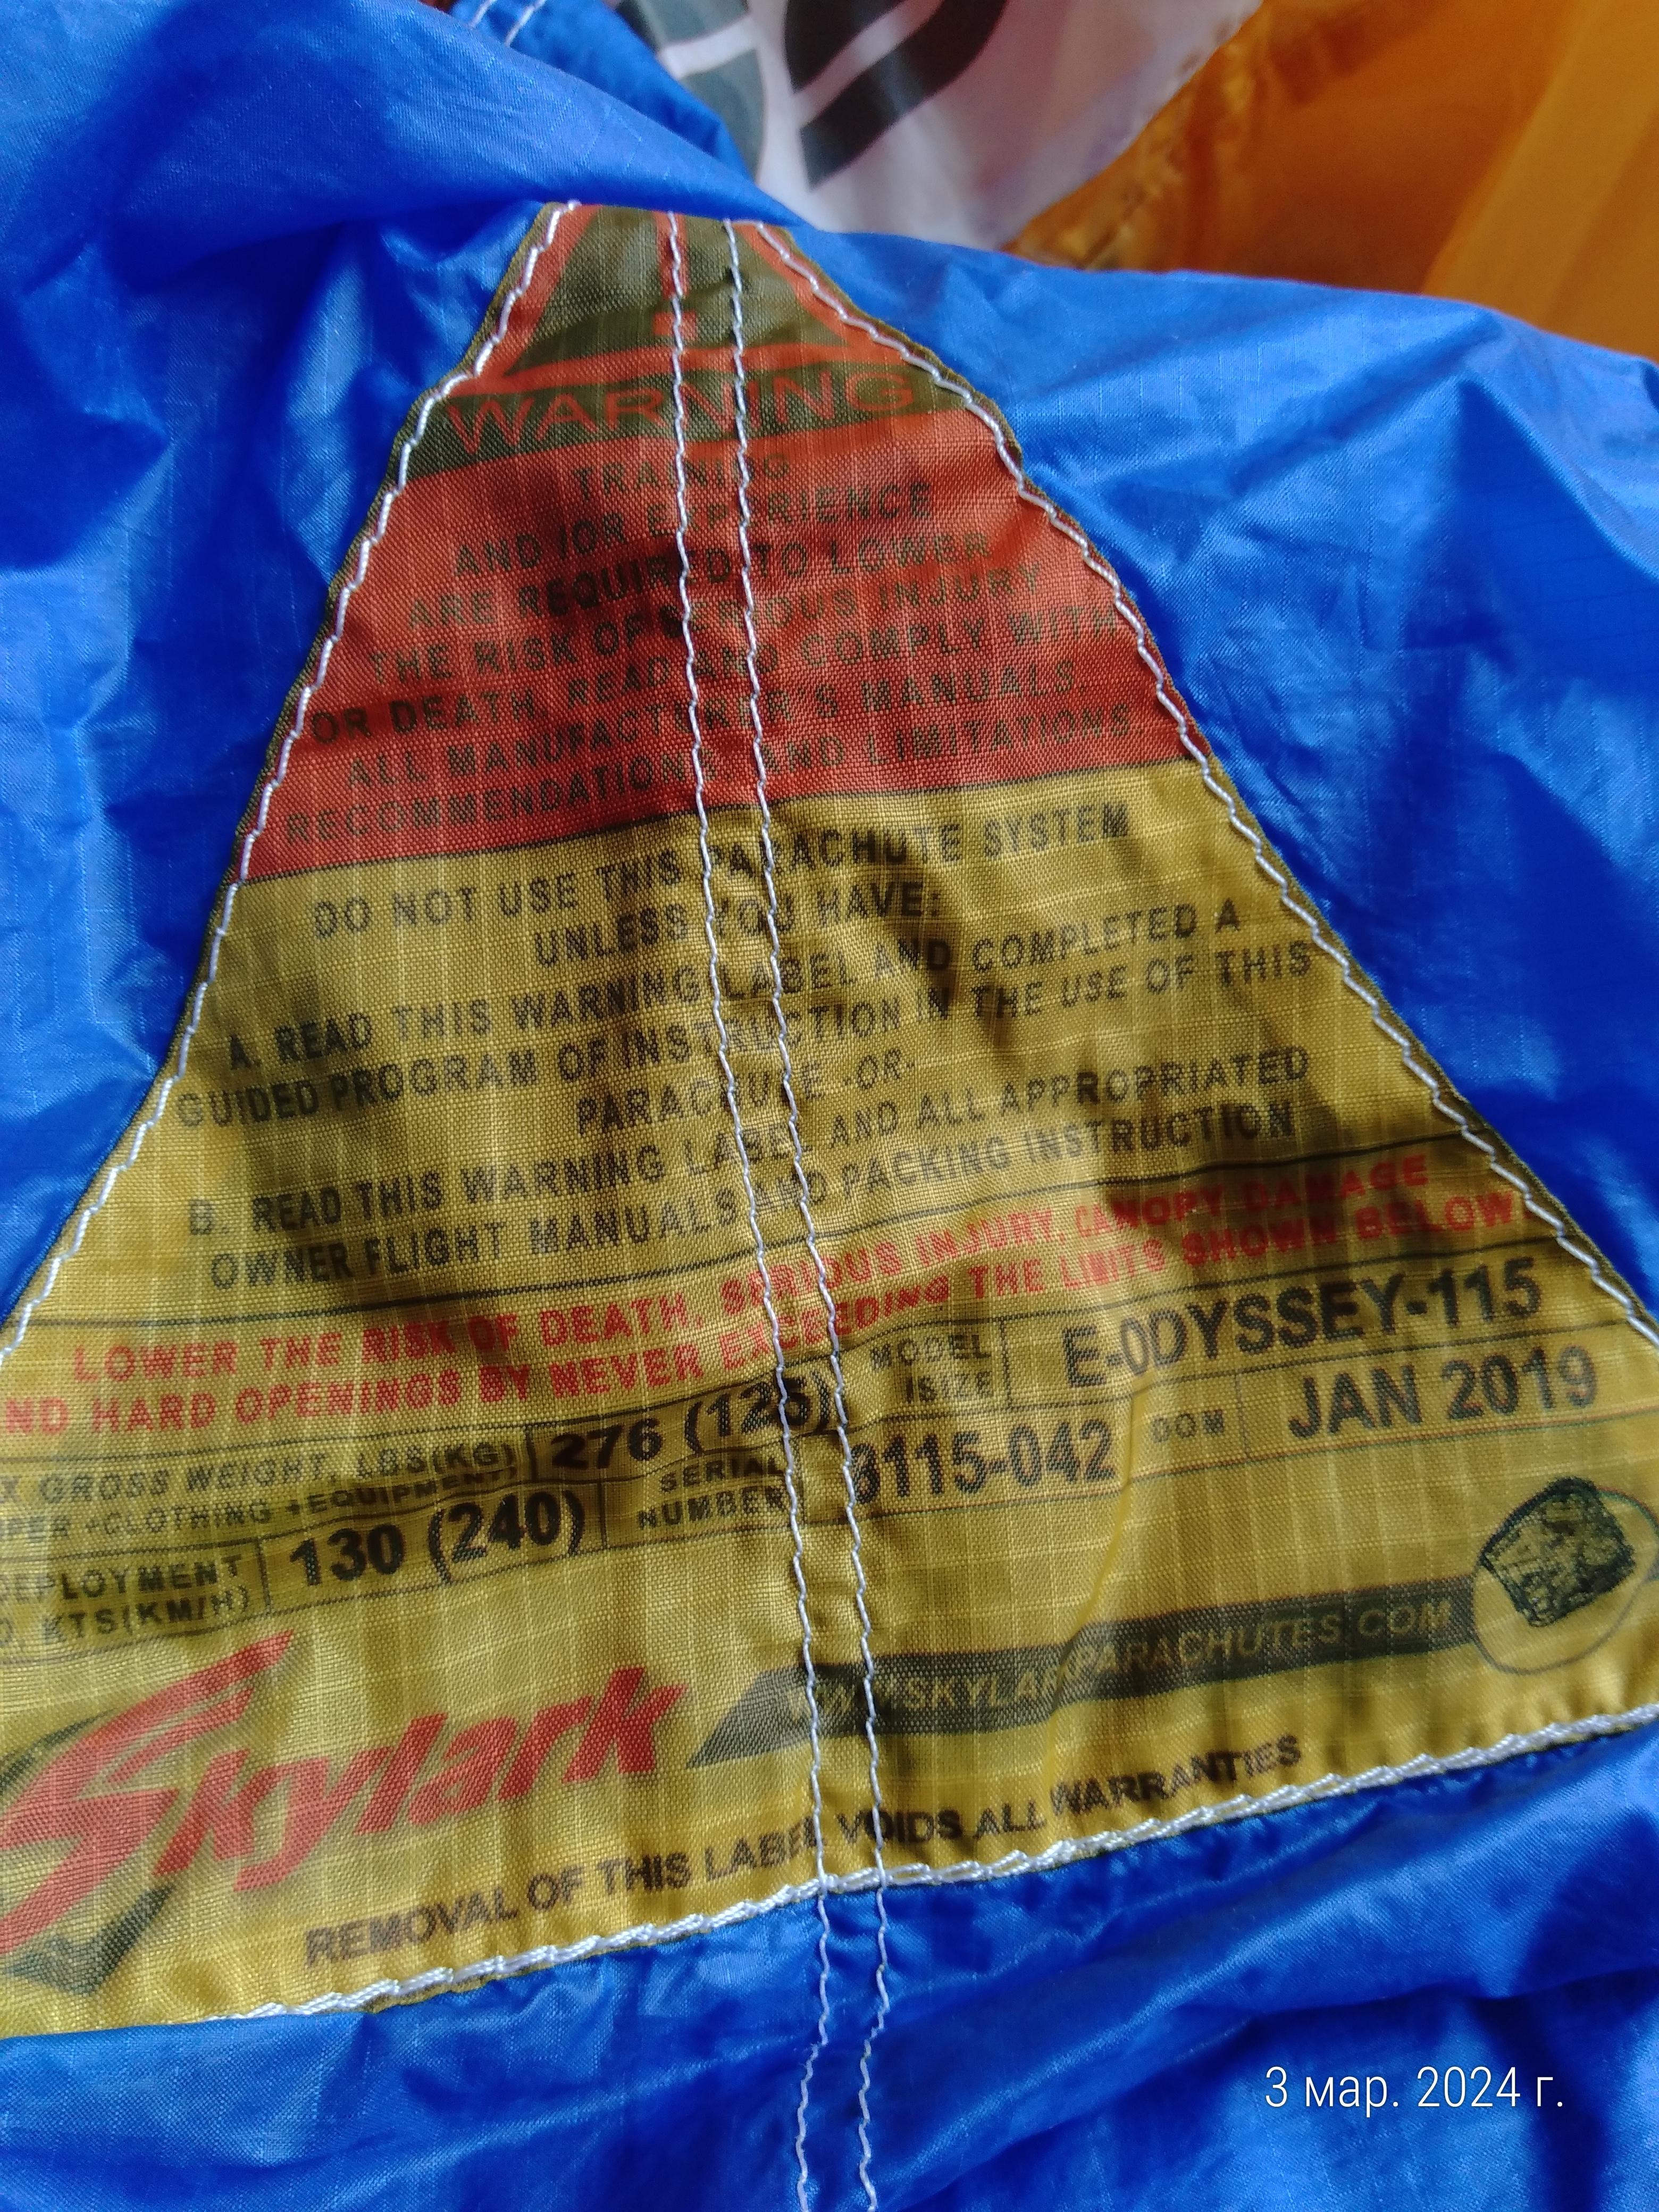 WARNING
TRAINING
AND /OR EXPERIENCE
ARE REQUIRED TO LOWER
THE RISK OF SERIOUS INJURY
OR DEATH, READ AND COMPLY WITH
ALL MANUFACTURER'S MANUALS,
RECOMMENDATIONS AND LIMITATIONS
DO NOT USE THIS PARACHUTE SYSTEM
UNLESS YOU HAVE:
A. READ THIS WARNING LABEL AND COMPLETED A
GUIDED PROGRAM OF INSTRUCTION IN THE USE OF THIS
PARACHUTE -OR-
B. READ THIS WARNING LABEL AND ALL APPROPRIATED
OWNER FLIGHT MANUALS AND PACKING INSTRUCTION
LOWER THE RISK OF DEATH, SERIOUS INJURY, CANOPY DAMAGE
ND HARD OPENINGS BY NEVER EXCEEDING THE LIMITS SHOWN BELOW
X GROSS WEIGHT, LBS(KG)
PER +CLOTHING +EQUIPMENT)
276 (125)
MODEL
/SIZE
E-ODYSSEY-115
DEPLOYMENT
D, KTS(KM/H)
130 (240)
SERIAL
NUMBER
115-042
DOM
JAN 2019
Skylark
WWW.SKYLARKPARACHUTES.COM
REMOVAL OF THIS LABEL VOIDS ALL WARRANTIES
3 мар. 2024 г.